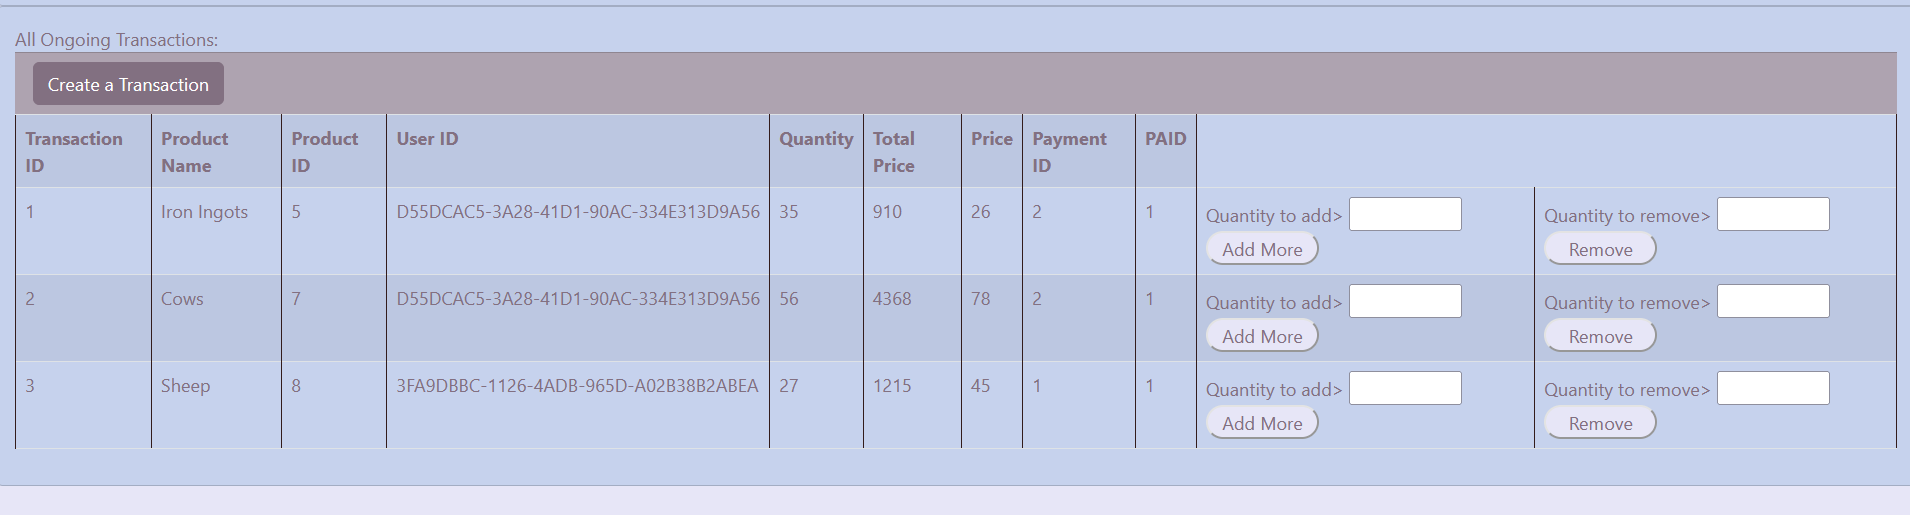 All Ongoing Transactions:
Create a Transaction
Transaction ID Product Name Product ID User ID Quantity Total Price Price Payment ID PAID
1 Iron Ingots 5 D55DCAC5-3A28-41D1-90AC-334E313D9A56 35 910 26 2 1 Quantity to add> Quantity to remove>
Add More Remove
2 Cows 7 D55DCAC5-3A28-41D1-90AC-334E313D9A56 56 4368 78 2 1 Quantity to add> Quantity to remove>
Add More Remove
3 Sheep 8 3FA9DBBC-1126-4ADB-965D-A02B38B2ABEA 27 1215 45 1 1 Quantity to add> Quantity to remove>
Add More Remove